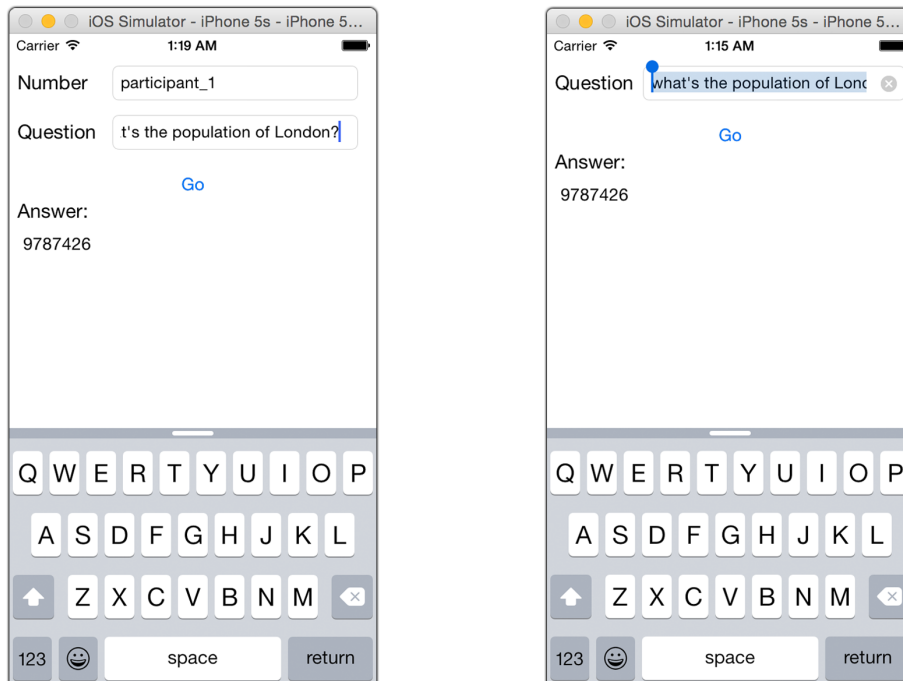 iOS Simulator - iPhone 5s - iPhone 5...
Carrier 1:19 AM
Number participant_1
Question t's the population of London?
Go
Answer:
9787426
Q W E R T Y U I O P
A S D F G H J K L
Z X C V B N M
123 space return
iOS Simulator - iPhone 5s - iPhone 5...
Carrier 1:15 AM
Question what's the population of Lond
Go
Answer:
9787426
Q W E R T Y U I O P
A S D F G H J K L
Z X C V B N M
123 space return